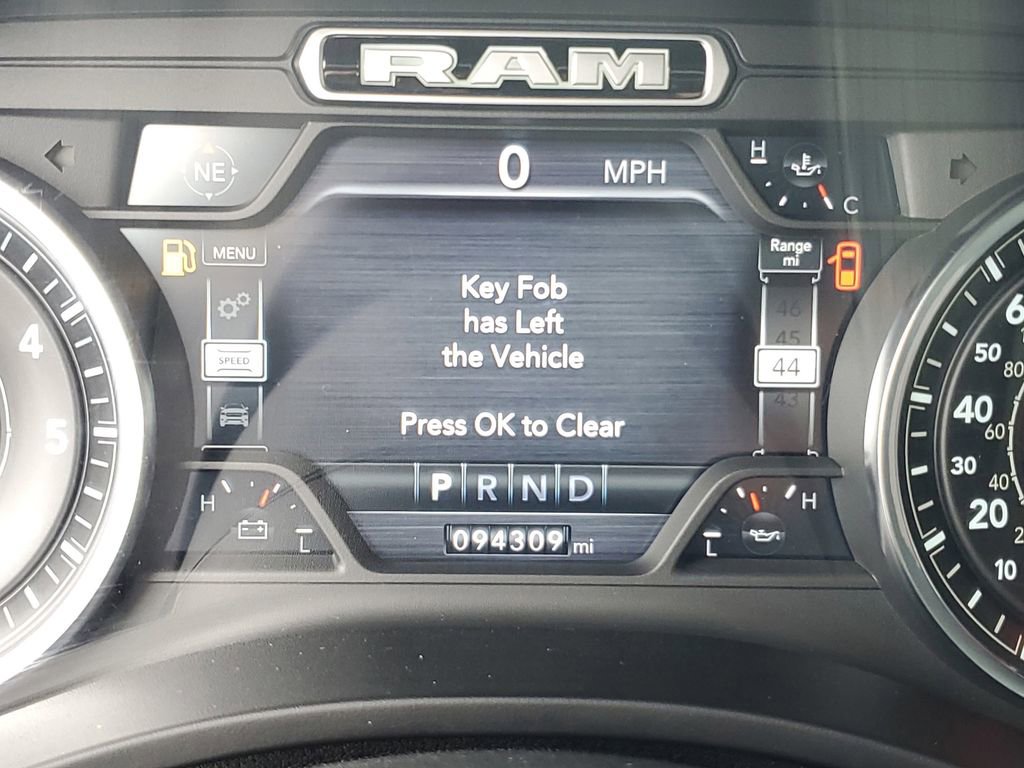 RAM
NE
0 MPH
H
C
MENU
Range
mi
SPEED
46
45
44
43
Key Fob
has Left
the Vehicle
Press OK to Clear
P R N D
094309 mi
H
L
H
L
4
5
6
80
50
40
60
30
40
20
2
10